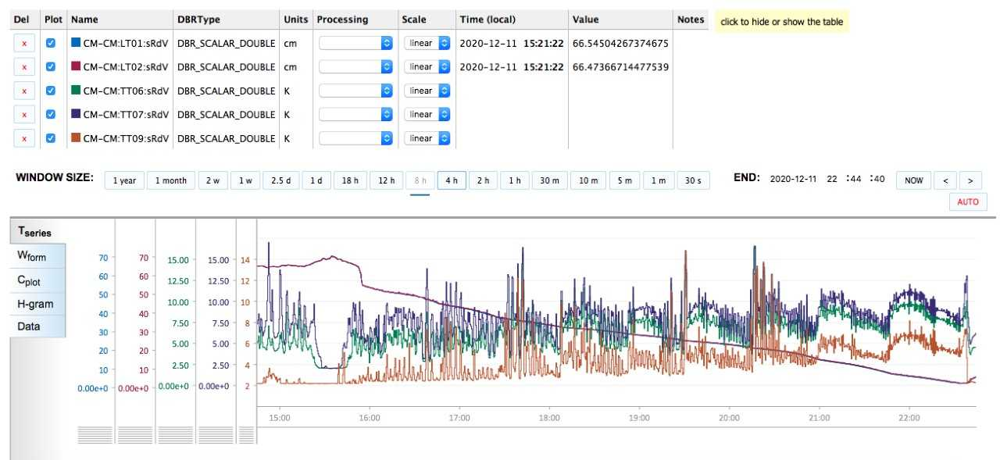 Del Plot Name DBRType Units Processing Scale Time (local) Value Notes click to hide or show the table
x CM-CM:LT01:sRdV DBR_SCALAR_DOUBLE cm linear 2020-12-11 15:21:22 66.54504267374675
x CM-CM:LT02:sRdV DBR_SCALAR_DOUBLE cm linear 2020-12-11 15:21:22 66.47366714477539
x CM-CM:TT06:sRdV DBR_SCALAR_DOUBLE K linear
x CM-CM:TT07:sRdV DBR_SCALAR_DOUBLE K linear
x CM-CM:TT09:sRdV DBR_SCALAR_DOUBLE K linear
WINDOW SIZE: 1 year 1 month 2 w 1 w 2.5 d 1 d 18 h 12 h 8 h 4 h 2 h 1 h 30 m 10 m 5 m 1 m 30 s END: 2020-12-11 22 :44 :40 NOW < >
AUTO
Tseries
Wform
Cplot
H-gram
Data
70 70 15.00 15.00 14
60 60 12.50 12.50 12
50 50 10.00 10.00 10
40 40 7.50 7.50 8
30 30 5.00 5.00 6
20 20 2.50 2.50 4
10 10 0.00e+0 0.00e+0 2
0.00e+0 0.00e+0
15:00 16:00 17:00 18:00 19:00 20:00 21:00 22:00